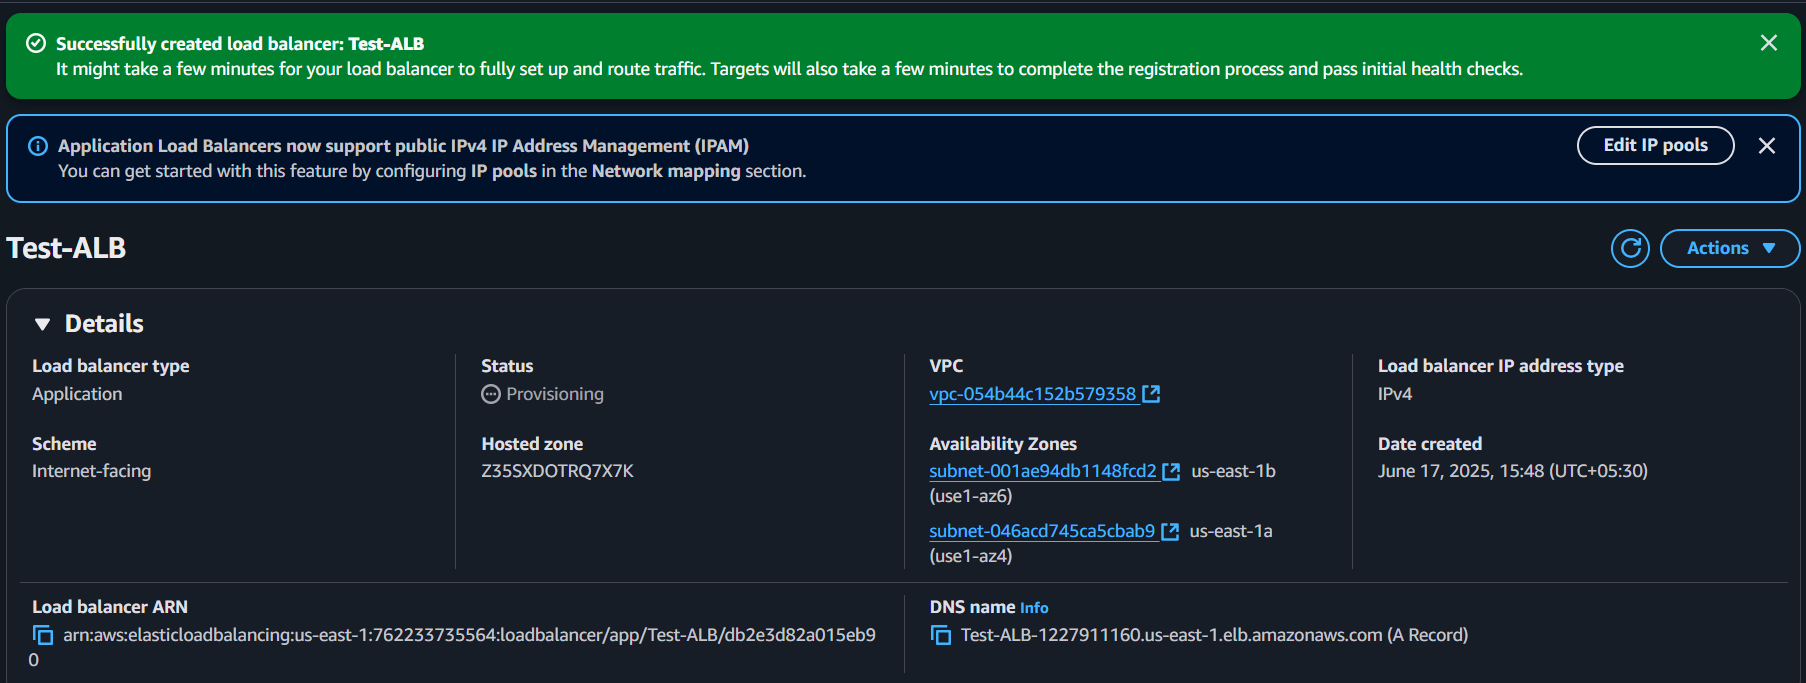 Successfully created load balancer: Test-ALB
It might take a few minutes for your load balancer to fully set up and route traffic. Targets will also take a few minutes to complete the registration process and pass initial health checks.
Application Load Balancers now support public IPv4 IP Address Management (IPAM)
You can get started with this feature by configuring IP pools in the Network mapping section.
Edit IP pools
Test-ALB
Actions
Details
Load balancer type
Application
Scheme
Internet-facing
Status
Provisioning
Hosted zone
Z35SXDOTRQ7X7K
VPC
vpc-054b44c152b579358
Availability Zones
subnet-001ae94db1148fcd2 us-east-1b
(use1-az6)
subnet-046acd745ca5cbab9 us-east-1a
(use1-az4)
Load balancer IP address type
IPv4
Date created
June 17, 2025, 15:48 (UTC+05:30)
Load balancer ARN
arn:aws:elasticloadbalancing:us-east-1:762233735564:loadbalancer/app/Test-ALB/db2e3d82a015eb9
0
DNS name Info
Test-ALB-1227911160.us-east-1.elb.amazonaws.com (A Record)